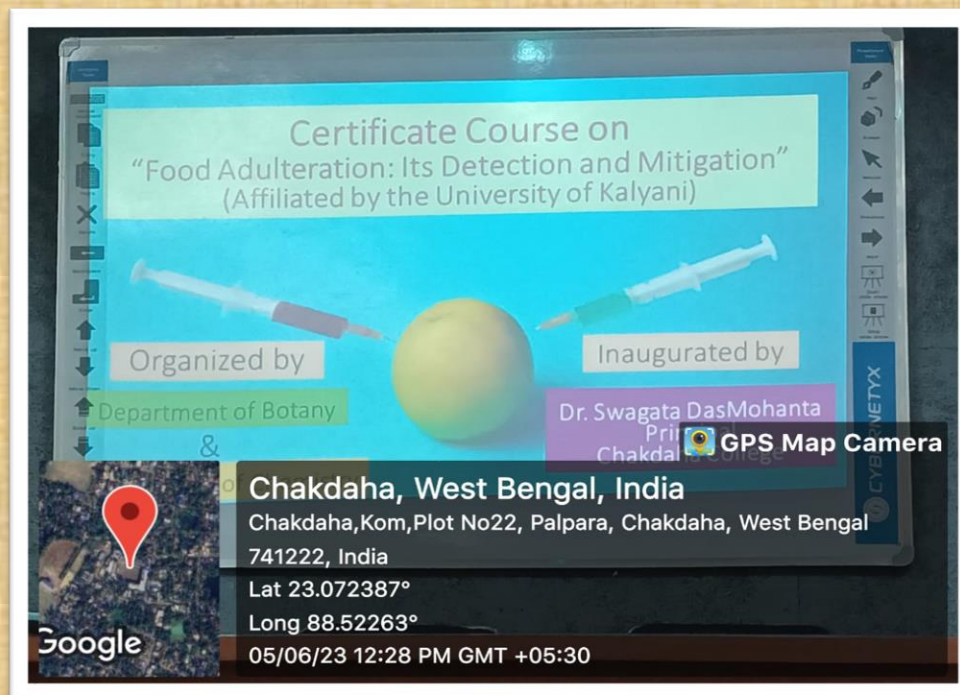 Certificate Course on
“Food Adulteration: Its Detection and Mitigation”
(Affiliated by the University of Kalyani)
Organized by
Inaugurated by
Department of Botany
&
of
Dr. Swagata DasMohanta
Chakdaha College
CYBERNETYX
GPS Map Camera
Chakdaha, West Bengal, India
Chakdaha,Kom,Plot No22, Palpara, Chakdaha, West Bengal
741222, India
Lat 23.072387°
Long 88.52263°
05/06/23 12:28 PM GMT +05:30
Google